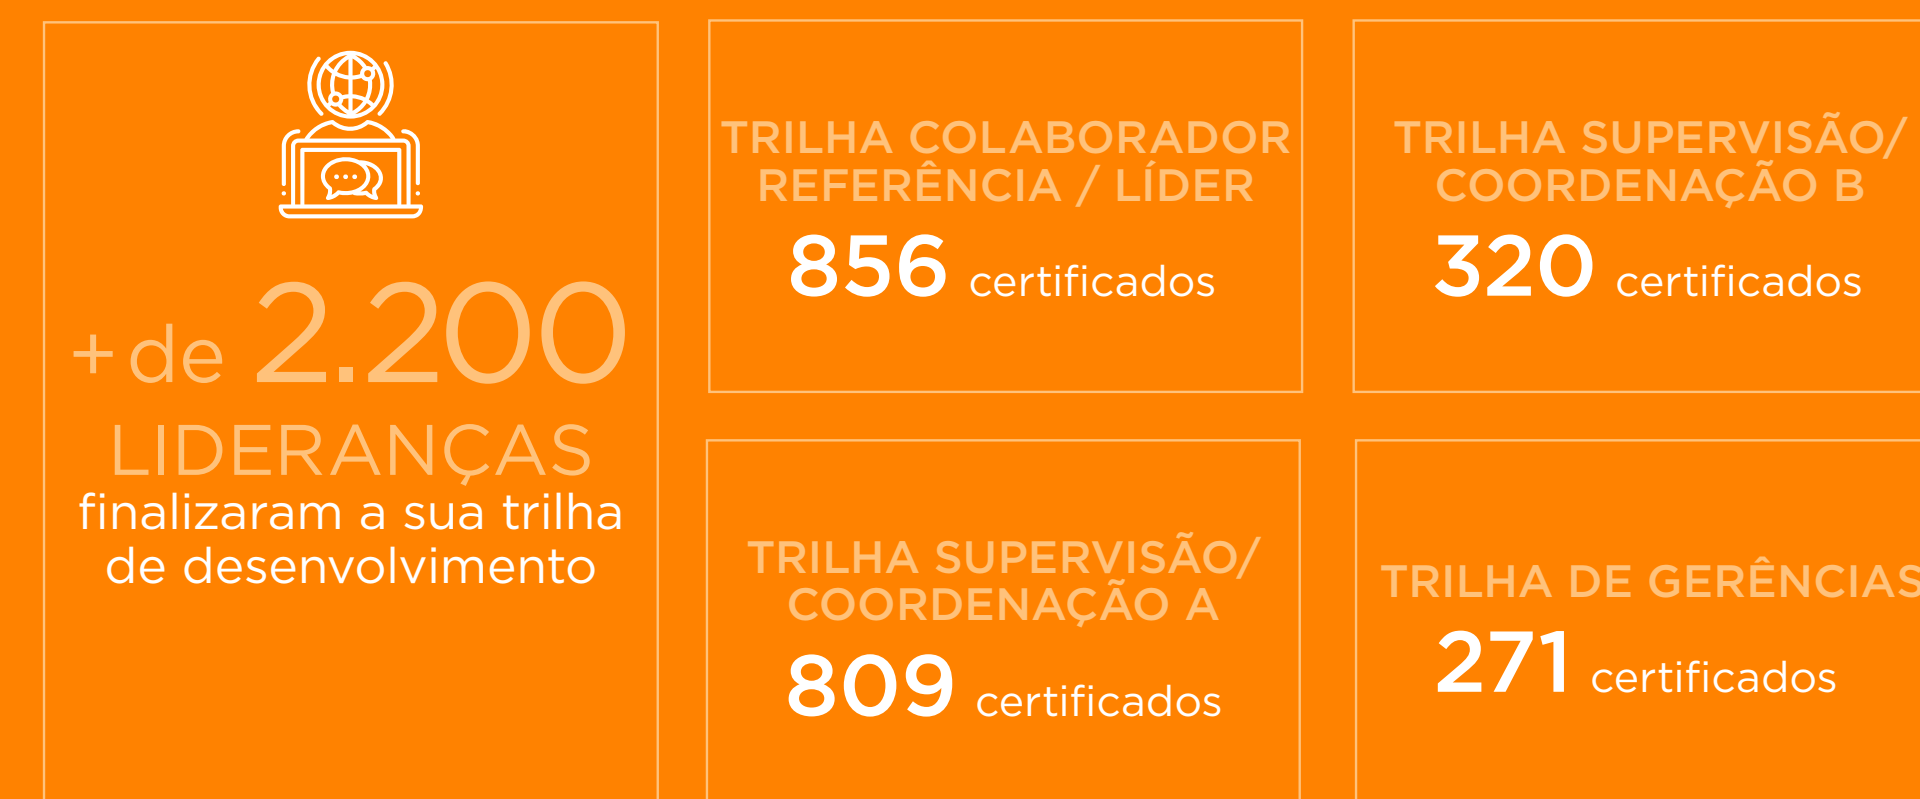 + de 2.200
LIDERANÇAS
finalizaram a sua trilha
de desenvolvimento
TRILHA COLABORADOR
REFERÊNCIA / LÍDER
856 certificados
TRILHA SUPERVISÃO/
COORDENAÇÃO B
320 certificados
TRILHA SUPERVISÃO/
COORDENAÇÃO A
809 certificados
TRILHA DE GERÊNCIAS
271 certificados